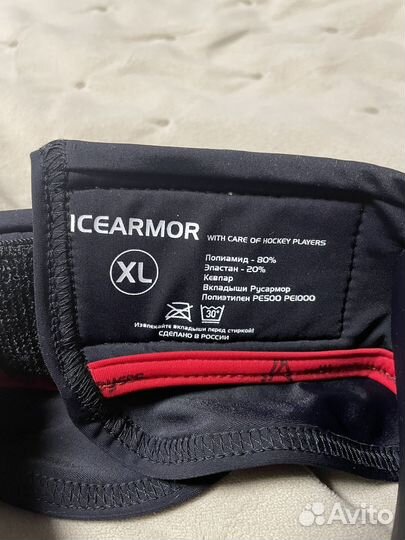 ICEARMOR
WITH CARE OF HOCKEY PLAYERS
XL
Полиамид - 80%
Эластан - 20%
Кевлар
Вкладыши Русармор
Полиэтилен PE500 PE1000
30°
Извлекайте вкладыши перед стиркой!
СДЕЛАНО В РОССИИ
Avito